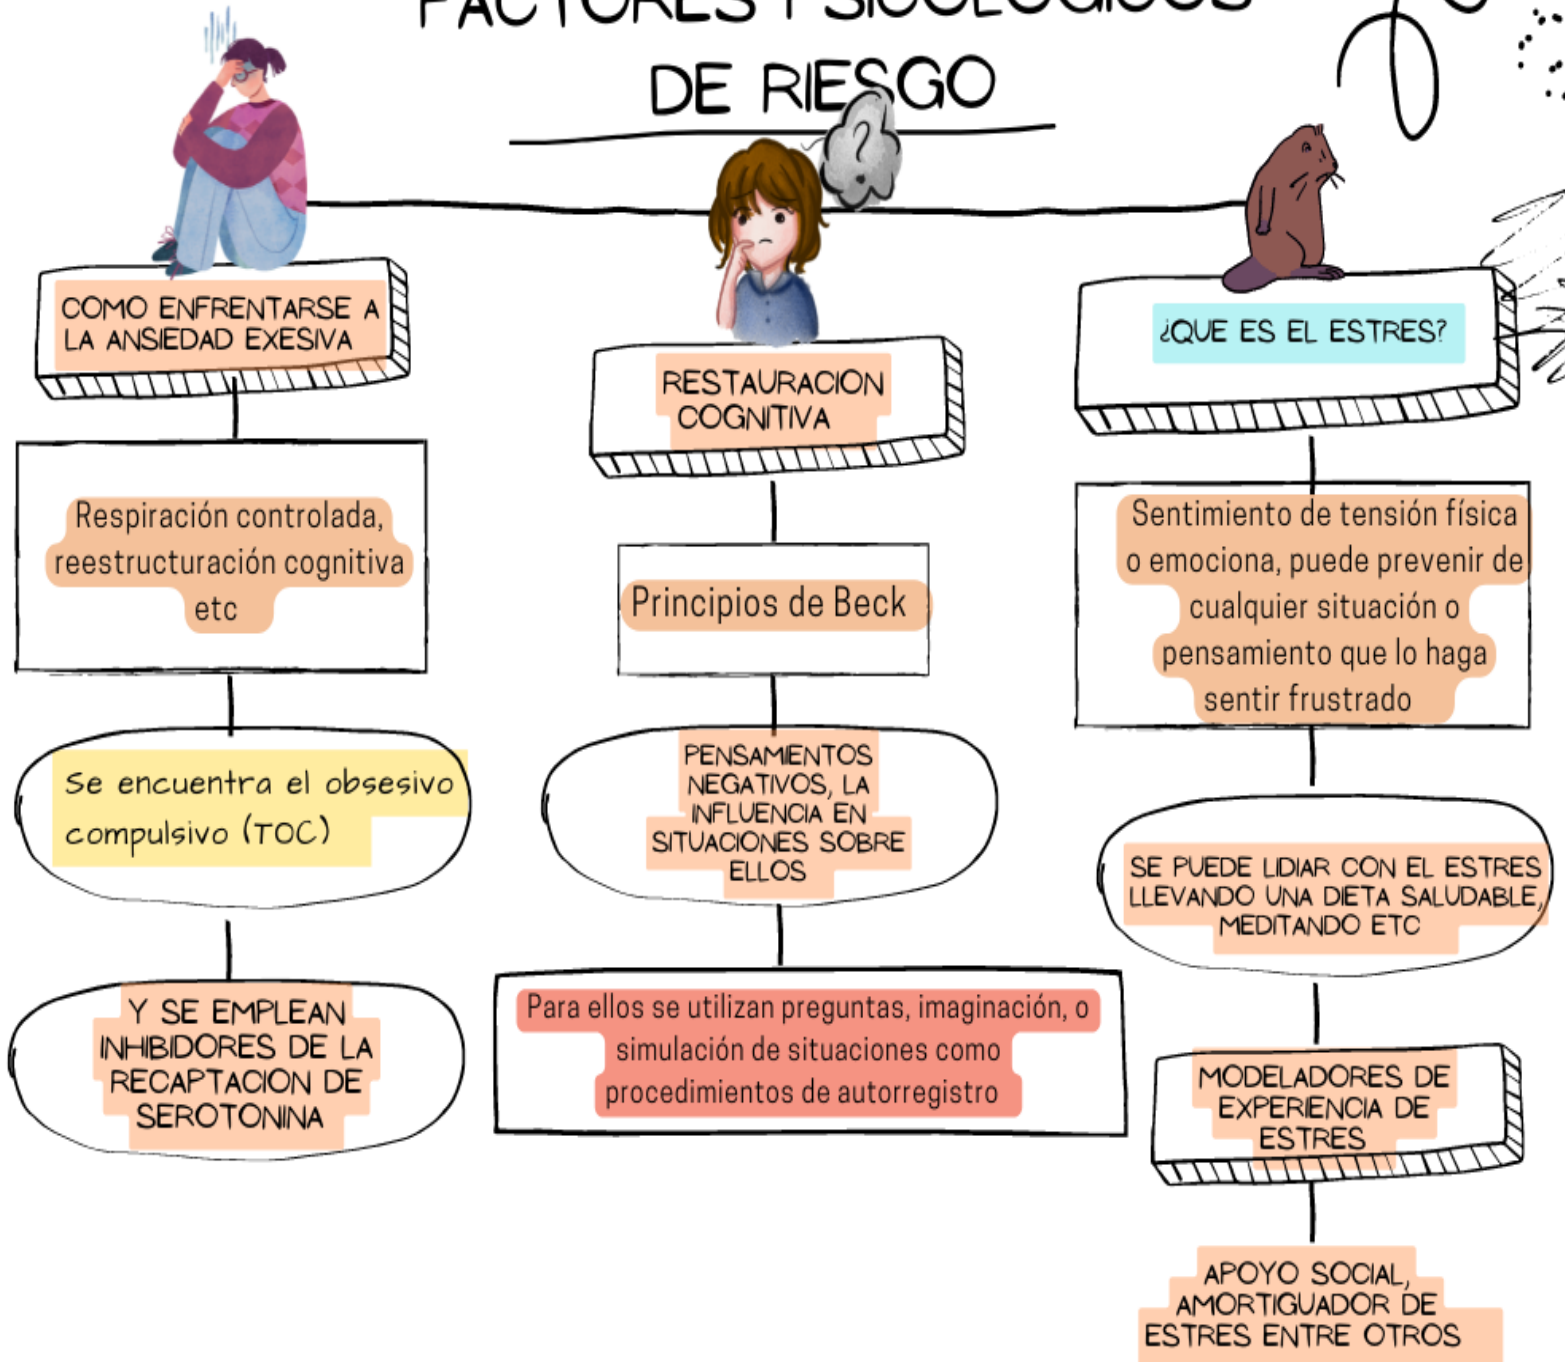 FACTORES PSICOLOGICOS
DE RIESGO
COMO ENFRENTARSE A
LA ANSIEDAD EXESIVA
Respiración controlada,
reestructuración cognitiva
etc
Se encuentra el obsesivo
compulsivo (TOC)
Y SE EMPLEAN
INHIBIDORES DE LA
RECAPTACION DE
SEROTONINA
?
RESTAURACION
COGNITIVA
Principios de Beck
PENSAMIENTOS
NEGATIVOS, LA
INFLUENCIA EN
SITUACIONES SOBRE
ELLOS
Para ellos se utilizan preguntas, imaginación, o
simulación de situaciones como
procedimientos de autorregistro
¿QUE ES EL ESTRES?
Sentimiento de tensión física
o emociona, puede prevenir de
cualquier situación o
pensamiento que lo haga
sentir frustrado
SE PUEDE LIDIAR CON EL ESTRES
LLEVANDO UNA DIETA SALUDABLE,
MEDITANDO ETC
MODELADORES DE
EXPERIENCIA DE
ESTRES
APOYO SOCIAL,
AMORTIGUADOR DE
ESTRES ENTRE OTROS